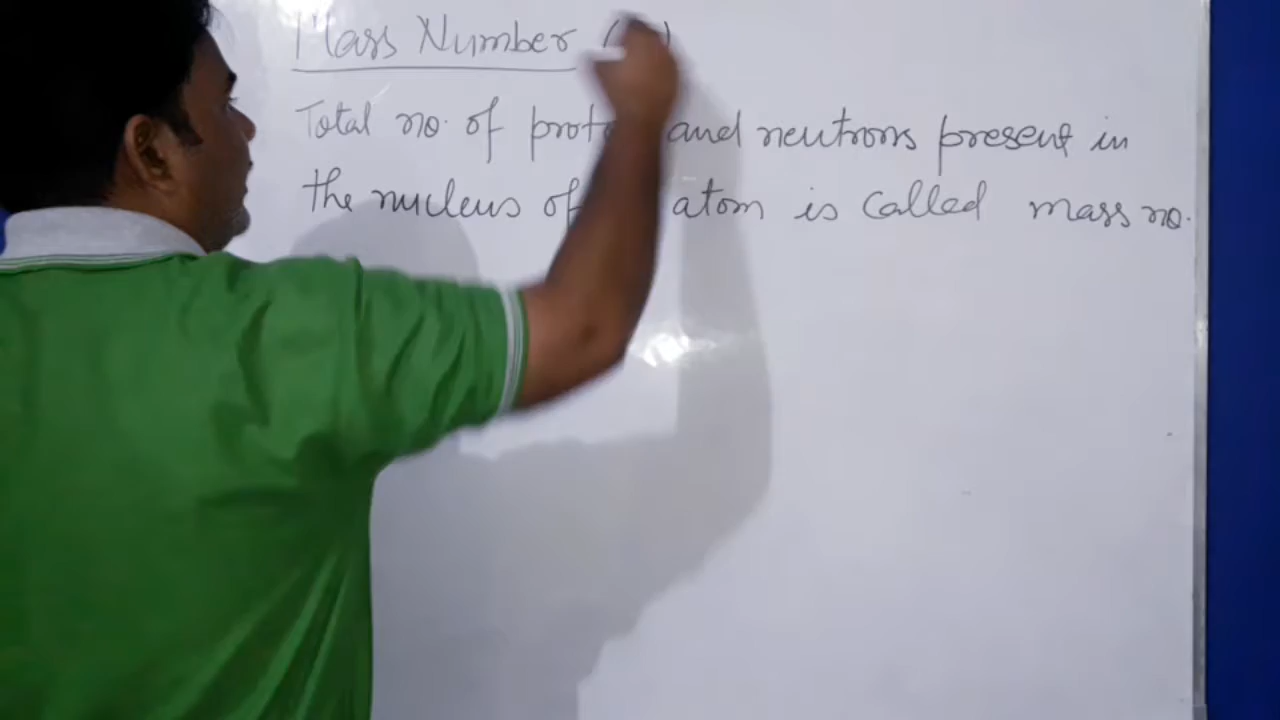 Mass Number ( )
Total no. of and neutrons present in
the nucleus of atom is called mass no.